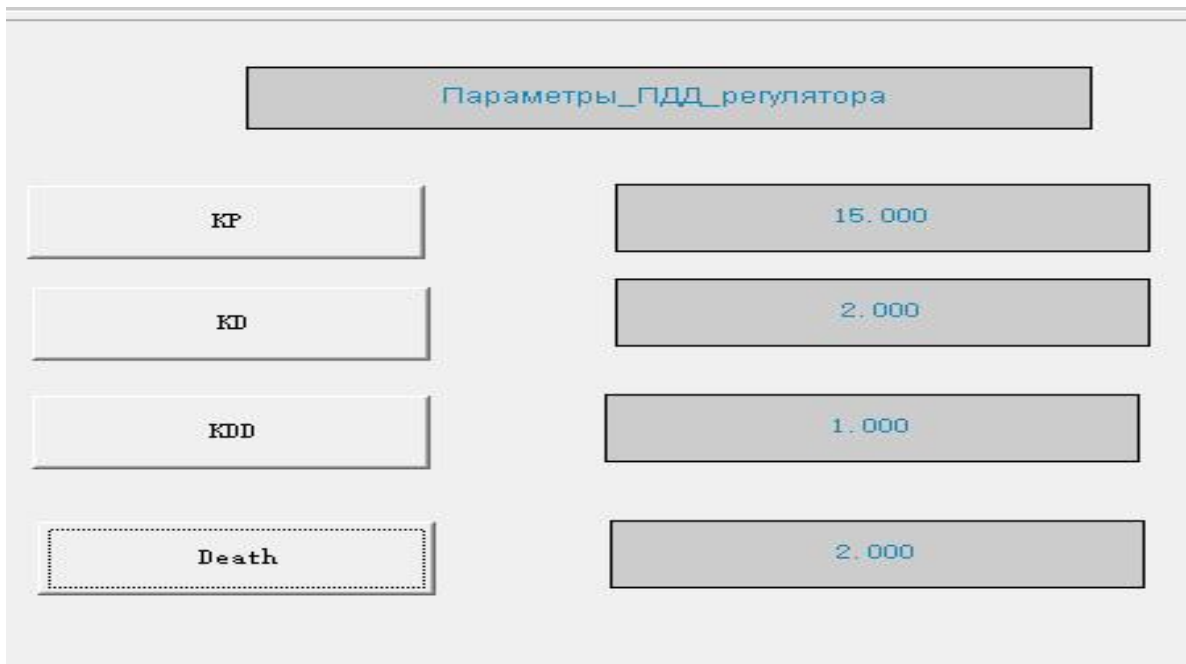 Параметры_ПДД_регулятора
KP 15.000
KD 2.000
KDD 1.000
Death 2.000